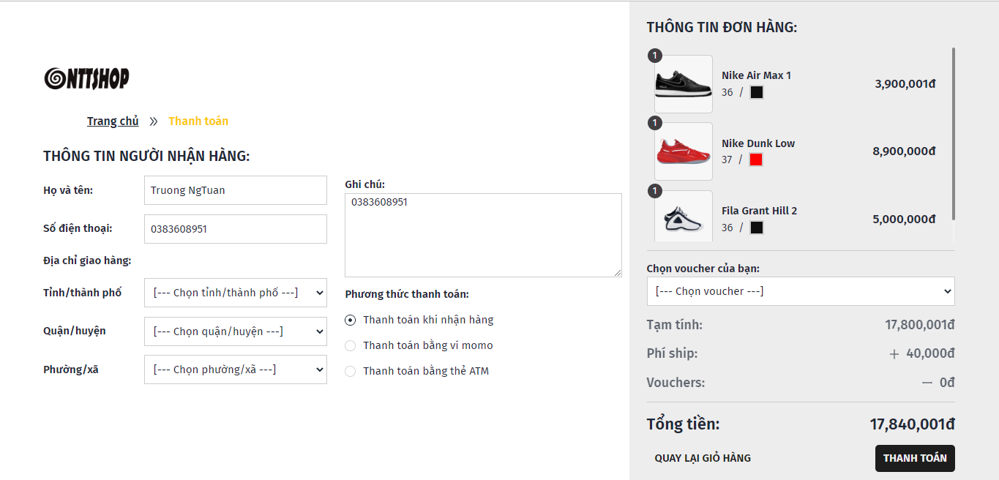 NTTSHOP
Trang chủ » Thanh toán
THÔNG TIN NGƯỜI NHẬN HÀNG:
Họ và tên:
Truong NgTuan
Số điện thoại:
0383608951
Địa chỉ giao hàng:
Tỉnh/thành phố
[--- Chọn tỉnh/thành phố ---]
Quận/huyện
[--- Chọn quận/huyện ---]
Phường/xã
[--- Chọn phường/xã ---]
Ghi chú:
0383608951
Phương thức thanh toán:
Thanh toán khi nhận hàng
Thanh toán bằng ví momo
Thanh toán bằng thẻ ATM
THÔNG TIN ĐƠN HÀNG:
1
Nike Air Max 1
36 /
3,900,001đ
1
Nike Dunk Low
37 /
8,900,000đ
1
Fila Grant Hill 2
36 /
5,000,000đ
Chọn voucher của bạn:
[--- Chọn voucher ---]
Tạm tính: 17,800,001đ
Phí ship: + 40,000đ
Vouchers: — 0đ
Tổng tiền: 17,840,001đ
QUAY LẠI GIỎ HÀNG
THANH TOÁN